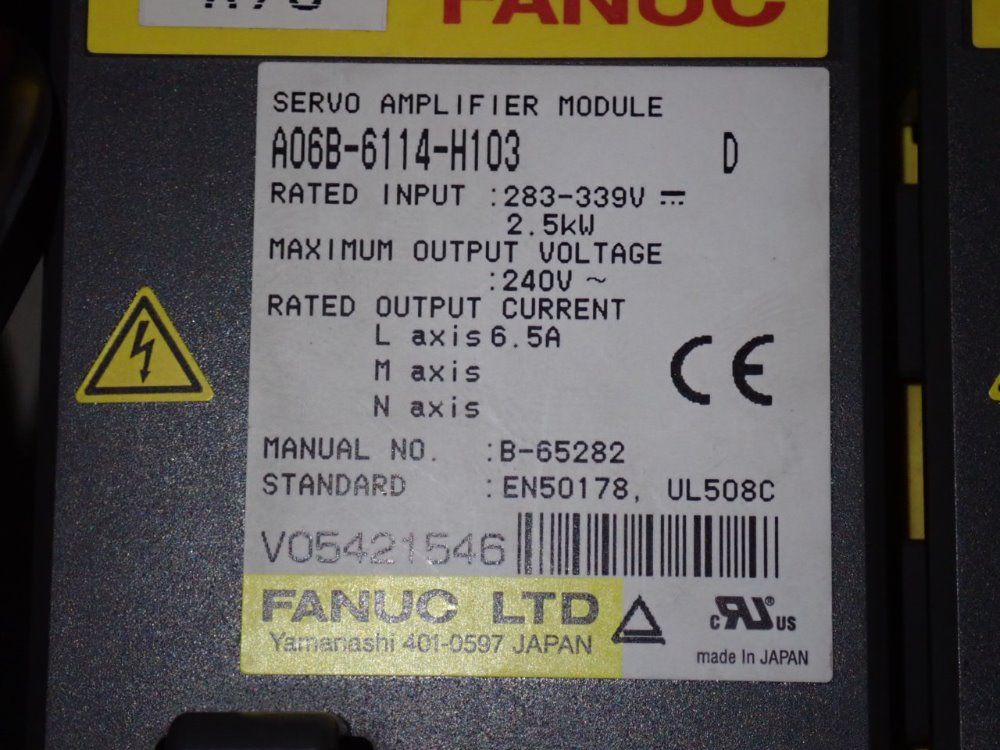 FANUC
SERVO AMPLIFIER MODULE
A06B-6114-H103 D
RATED INPUT :283-339V ⎓
2.5kW
MAXIMUM OUTPUT VOLTAGE
:240V ~
RATED OUTPUT CURRENT
L axis 6.5A
M axis
N axis
MANUAL NO. :B-65282
STANDARD :EN50178, UL508C
V05421546
FANUC LTD
Yamanashi 401-0597 JAPAN
CE
c RU ® US
made In JAPAN